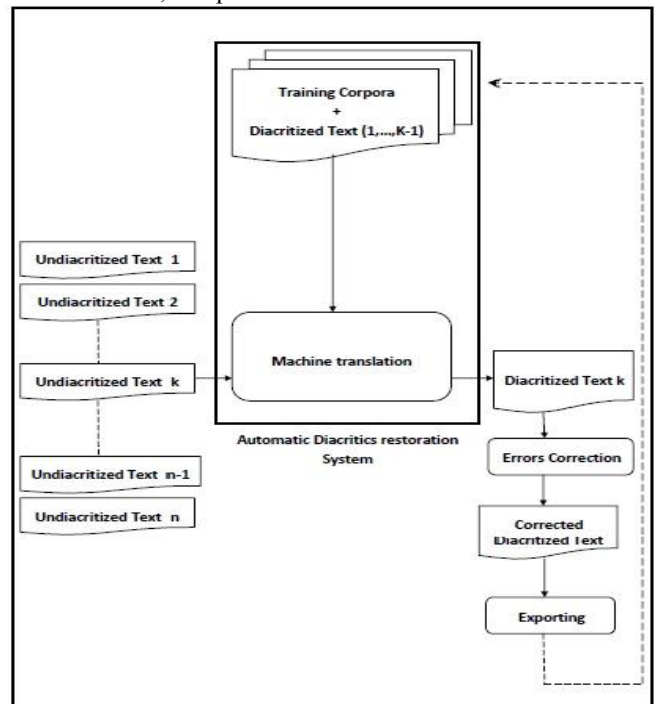 Training Corpora
+
Diacritized Text (1,...,K-1)
Undiacritized Text 1
Undiacritized Text 2
Undiacritized Text k
Undiacritized Text n-1
Undiacritized Text n
Machine translation
Automatic Diacritics restoration
System
Diacritized Text k
Errors Correction
Corrected
Diacritized Text
Exporting